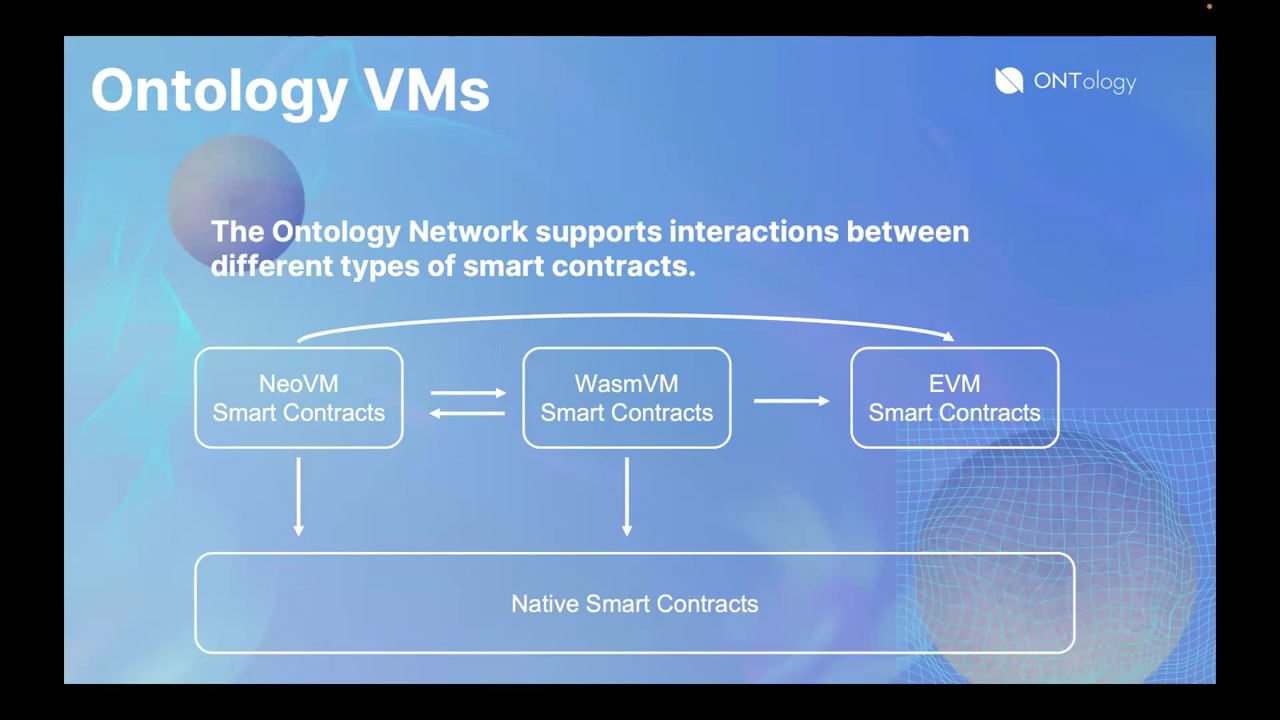 Ontology VMs
ONTology
The Ontology Network supports interactions between
different types of smart contracts.
NeoVM
Smart Contracts
WasmVM
Smart Contracts
EVM
Smart Contracts
Native Smart Contracts